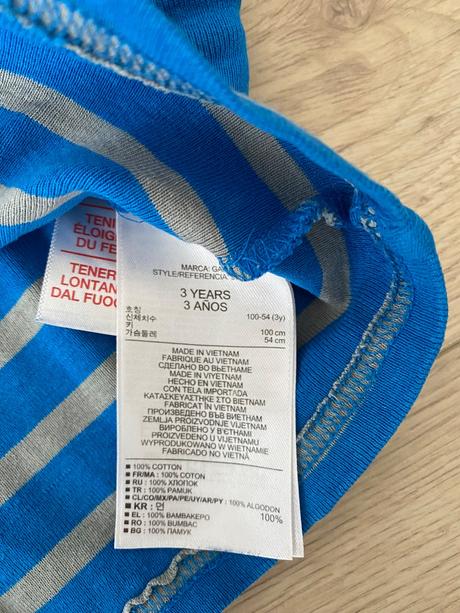 TENI
ÉLOIG
DU FE
TENER
LONTAN
DAL FUOC
MARCA: GA
STYLE/REFERENCIA
3 YEARS
3 AÑOS
호칭
신체치수 100-54 (3y)
키 100 cm
가슴둘레 54 cm
MADE IN VIETNAM
FABRIQUE AU VIETNAM
СДЕЛАНО ВО ВЬЕТНАМЕ
MADE IN VIYETNAM
HECHO EN VIETNAM
CON TELA IMPORTADA
ΚΑΤΑΣΚΕΥΑΣΤΗΚΕ ΣΤΟ ΒΙΕΤΝΑΜ
FABRICAT ÎN VIETNAM
ПРОИЗВЕДЕНО ВЪВ ВИЕТНАМ
ZEMLJA PROIZVODNJE VIJETNAM
ВИРОБЛЕНО У В'ЄТНАМІ
PROIZVEDENO U VIJETNAMU
WYPRODUKOWANO W WIETNAMIE
FABRICADO NO VIETNÃ
■ 100% COTTON
■ FR/MA : 100% COTON
■ RU : 100% ХЛОПОК
■ TR : 100% PAMUK
■ CL/CO/MX/PA/PE/UY/AR/PY : 100% ALGODON
■ KR : 면 100%
■ EL : 100% ΒΑΜΒΑΚΕΡΟ
■ RO : 100% BUMBAC
■ BG : 100% ПАМУК